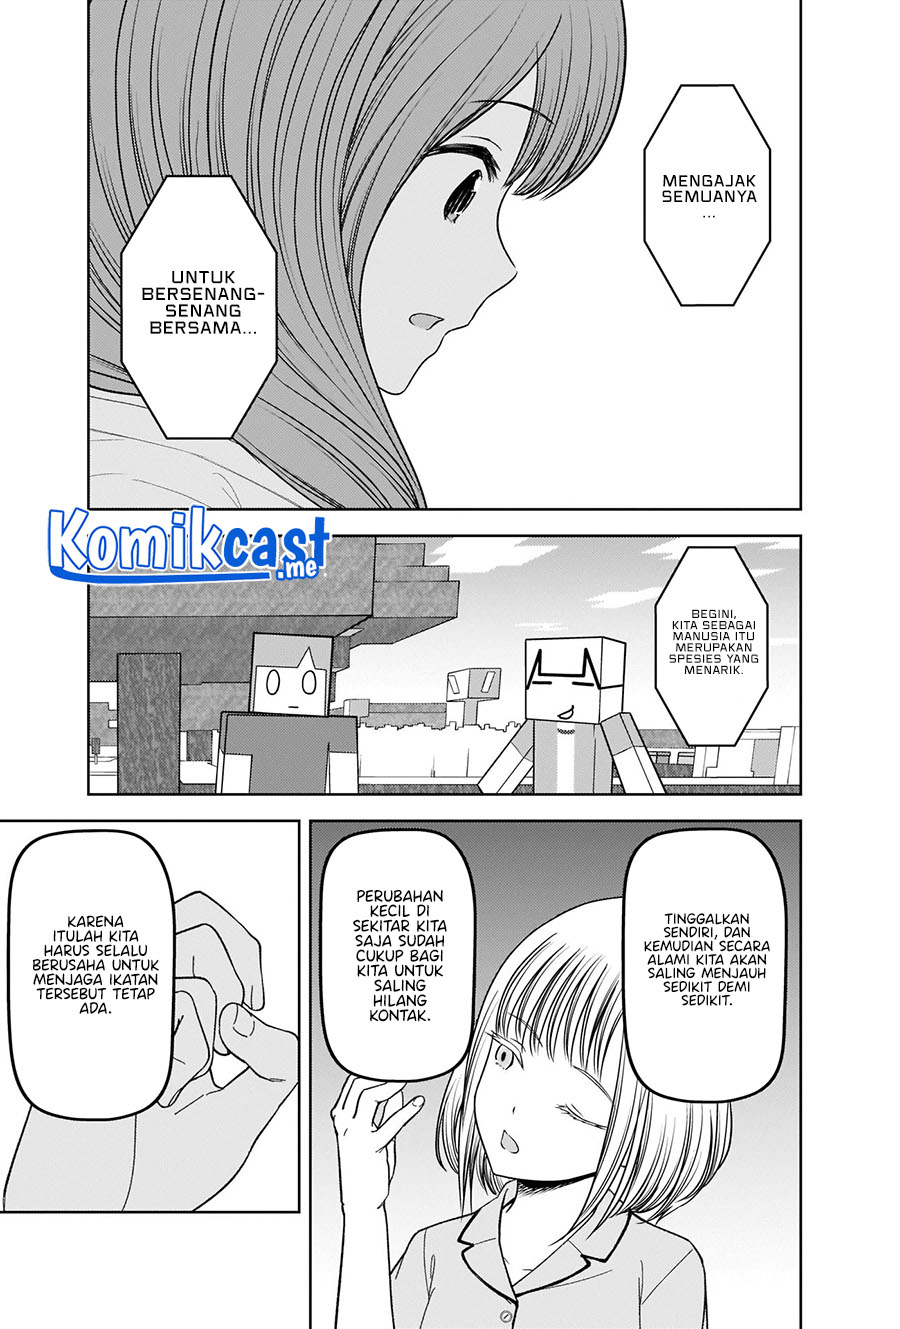 MENGAJAK
SEMUANYA
...
UNTUK
BERSENANG-
SENANG
BERSAMA...
Komikcast
.me
BEGINI,
KITA SEBAGAI
MANUSIA ITU
MERUPAKAN
SPESIES YANG
MENARIK.
TINGGALKAN
SENDIRI, DAN
KEMUDIAN SECARA
ALAMI KITA AKAN
SALING MENJAUH
SEDIKIT DEMI
SEDIKIT.
PERUBAHAN
KECIL DI
SEKITAR KITA
SAJA SUDAH
CUKUP BAGI
KITA UNTUK
SALING
HILANG
KONTAK.
KARENA
ITULAH KITA
HARUS SELALU
BERUSAHA UNTUK
MENJAGA IKATAN
TERSEBUT TETAP
ADA.